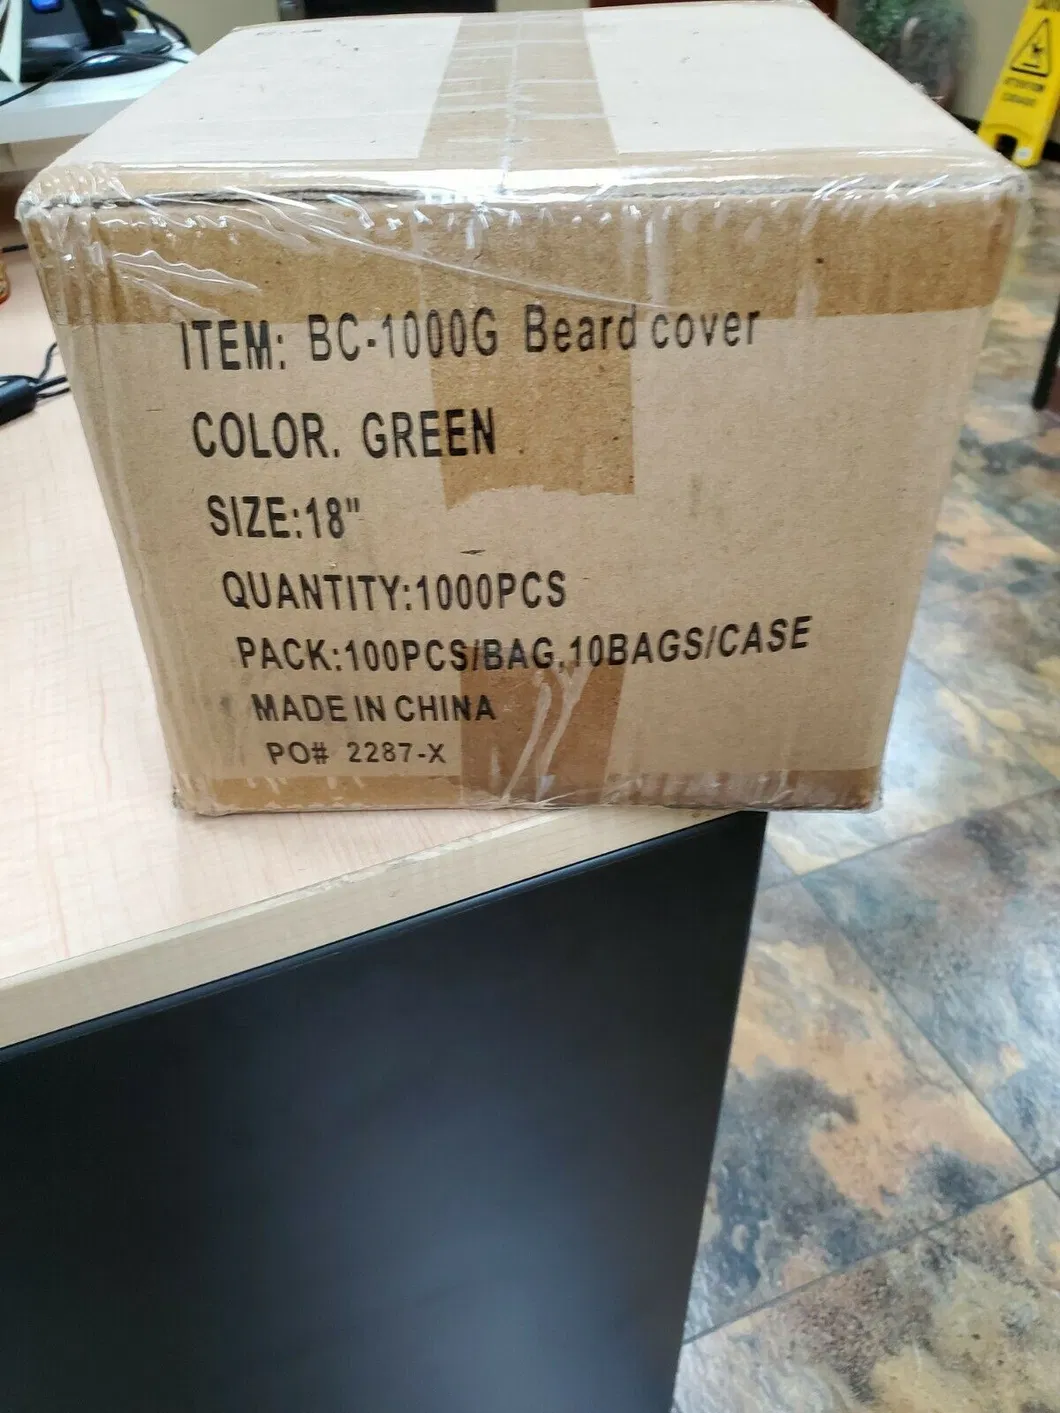 ITEM: BC-1000G Beard cover
COLOR. GREEN
SIZE:18"
QUANTITY:1000PCS
PACK:100PCS/BAG,10BAGS/CASE
MADE IN CHINA
PO# 2287-X